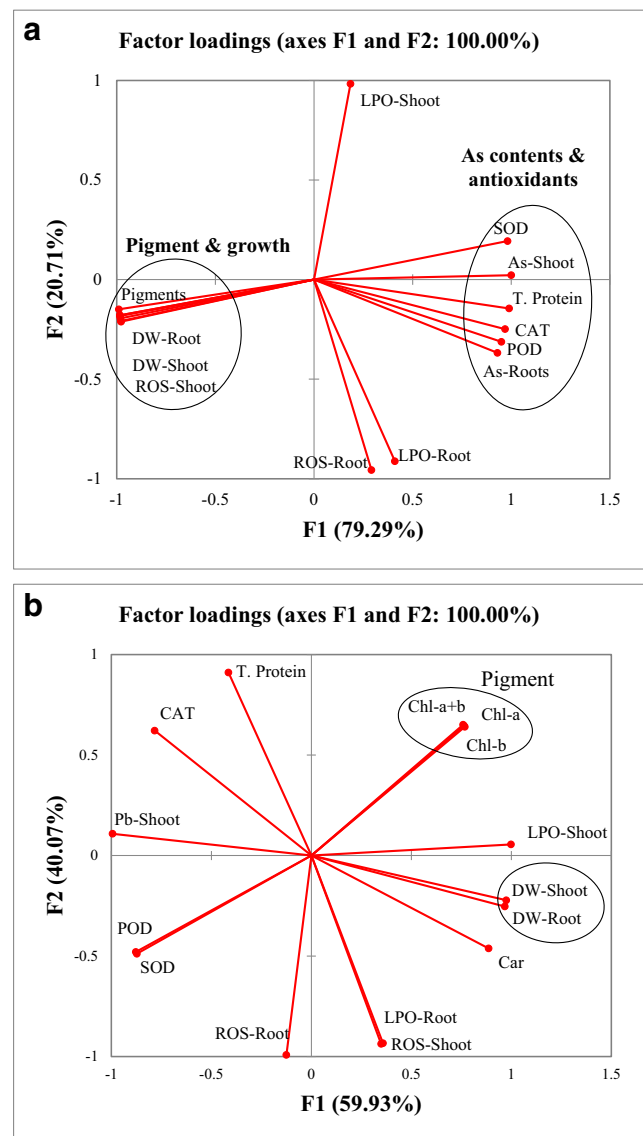 a
Factor loadings (axes F1 and F2: 100.00%)
1
LPO-Shoot
As contents &
antioxidants
0.5
SOD
Pigment & growth
As-Shoot
F2 (20.71%)
0
Pigments
T. Protein
DW-Root
CAT
POD
DW-Shoot
As-Roots
ROS-Shoot
-0.5
ROS-Root
LPO-Root
-1
-1
-0.5
0
0.5
1
1.5
F1 (79.29%)
b
Factor loadings (axes F1 and F2: 100.00%)
1
T. Protein
Pigment
CAT
Chl-a+b
Chl-a
Chl-b
0.5
Pb-Shoot
LPO-Shoot
F2 (40.07%)
0
DW-Shoot
DW-Root
POD
SOD
Car
-0.5
LPO-Root
ROS-Root
ROS-Shoot
-1
-1
-0.5
0
0.5
1
1.5
F1 (59.93%)